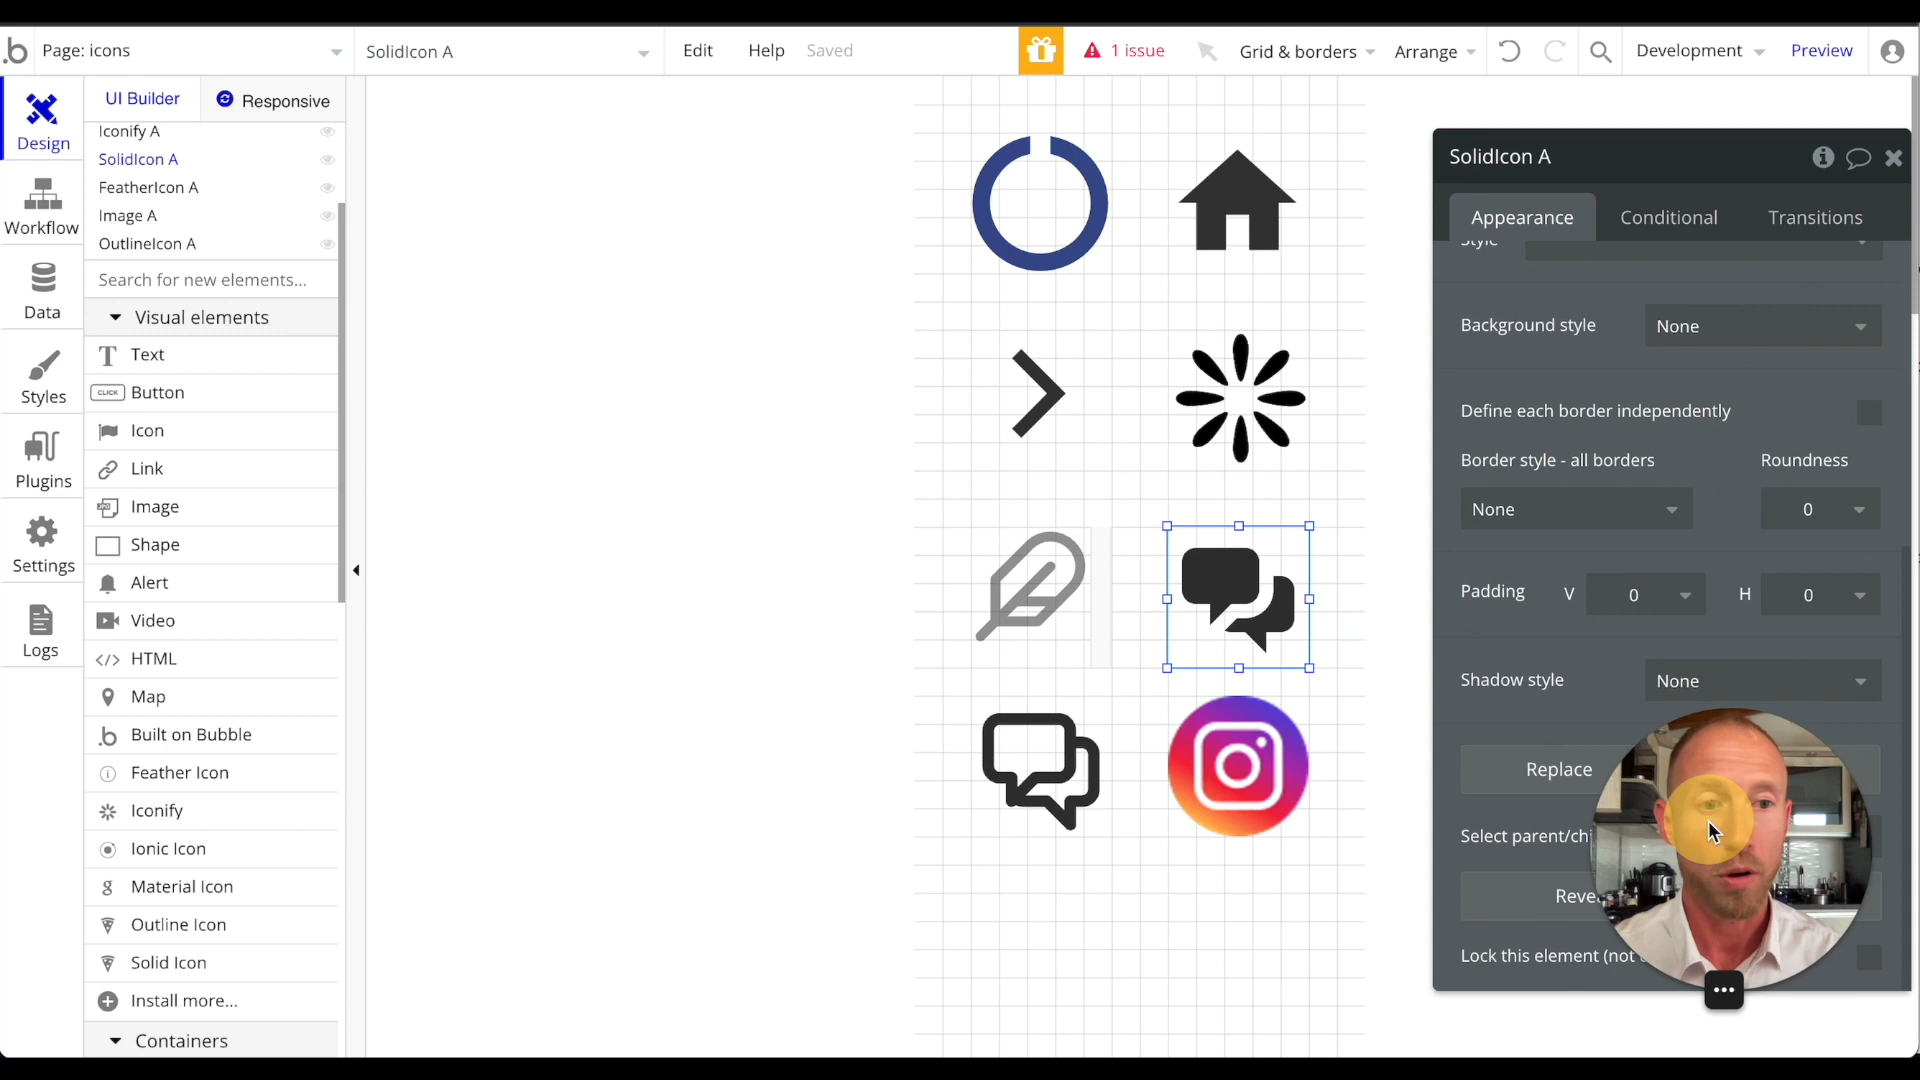 Page: icons
SolidIcon A
Edit
Help
Saved
1 issue
Grid & borders
Arrange
Development
Preview
Design
Workflow
Data
Styles
Plugins
Settings
Logs
UI Builder
Responsive
Iconify A
SolidIcon A
FeatherIcon A
Image A
OutlineIcon A
Search for new elements...
Visual elements
Text
CLICK Button
Icon
Link
Image
Shape
Alert
Video
HTML
Map
Built on Bubble
Feather Icon
Iconify
Ionic Icon
Material Icon
Outline Icon
Solid Icon
Install more...
Containers
SolidIcon A
Appearance
Conditional
Transitions
Style
Background style
None
Define each border independently
Border style - all borders
Roundness
None
0
Padding
V
0
H
0
Shadow style
None
Replace
Select parent/chi
Reve
Lock this element (not